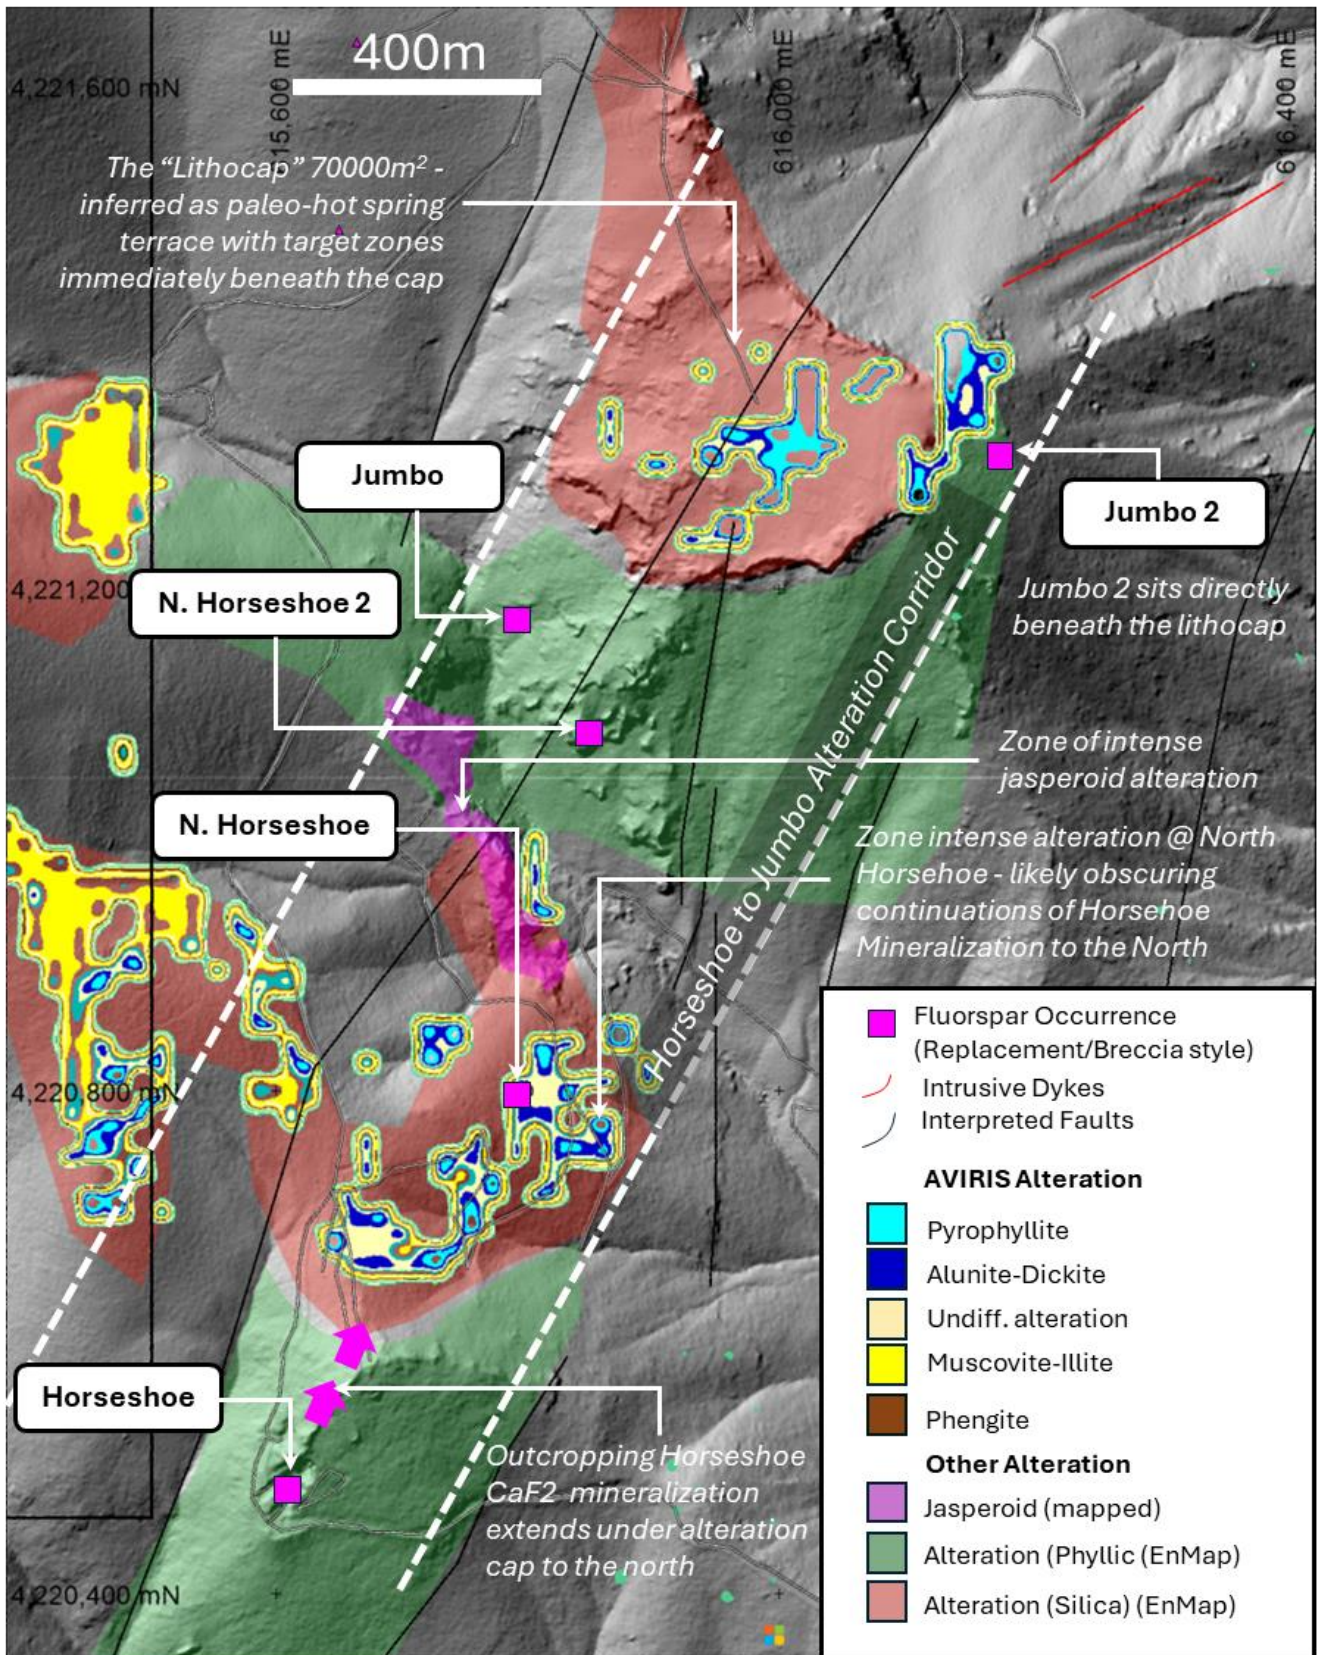 400m
4,221,600 mN
615,600 mE
616,000 mE
616,400 mE
The “Lithocap” 70000m² -
inferred as paleo-hot spring
terrace with target zones
immediately beneath the cap
Jumbo
Jumbo 2
4,221,200
N. Horseshoe 2
Jumbo 2 sits directly
beneath the lithocap
Horseshoe to Jumbo Alteration Corridor
Zone of intense
jasperoid alteration
N. Horseshoe
Zone intense alteration @ North
Horsehoe - likely obscuring
continuations of Horsehoe
Mineralization to the North
4,220,800 mN
Horseshoe
Outcropping Horseshoe
CaF2 mineralization
extends under alteration
cap to the north
4,220,400 mN
Fluorspar Occurrence
(Replacement/Breccia style)
Intrusive Dykes
Interpreted Faults
AVIRIS Alteration
Pyrophyllite
Alunite-Dickite
Undiff. alteration
Muscovite-Illite
Phengite
Other Alteration
Jasperoid (mapped)
Alteration (Phyllic (EnMap)
Alteration (Silica) (EnMap)